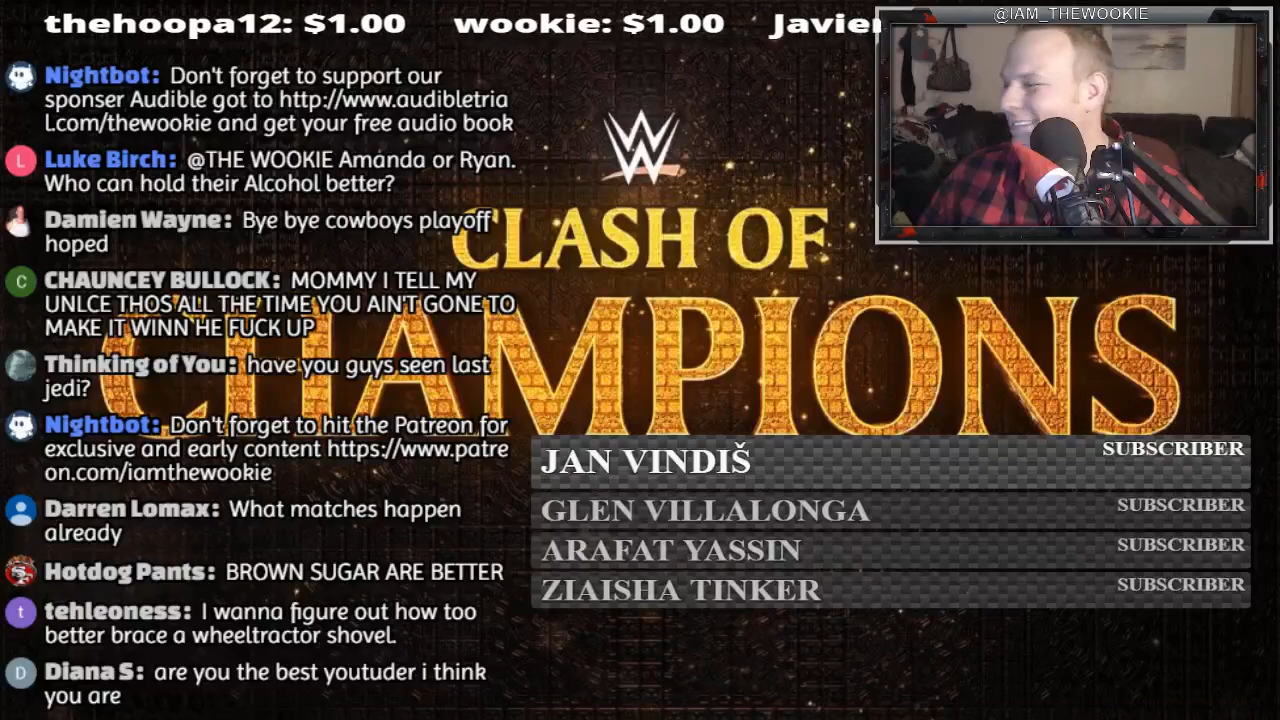 thehoopa12: $1.00 wookie: $1.00 Javier
@IAM_THEWOOKIE
Nightbot: Don't forget to support our
sponser Audible got to http://www.audibletria
l.com/thewookie and get your free audio book
Luke Birch: @THE WOOKIE Amanda or Ryan.
Who can hold their Alcohol better?
Damien Wayne: Bye bye cowboys playoff
hoped
CHAUNCEY BULLOCK: MOMMY I TELL MY
UNLCE THOS ALL THE TIME YOU AIN'T GONE TO
MAKE IT WINN HE FUCK UP
Thinking of You: have you guys seen last
jedi?
Nightbot: Don't forget to hit the Patreon for
exclusive and early content https://www.patre
on.com/iamthewookie
Darren Lomax: What matches happen
already
Hotdog Pants: BROWN SUGAR ARE BETTER
tehleoness: I wanna figure out how too
better brace a wheeltractor shovel.
Diana S: are you the best youtuder i think
you are
W
CLASH OF
CHAMPIONS
JAN VINDIŠ SUBSCRIBER
GLEN VILLALONGA SUBSCRIBER
ARAFAT YASSIN SUBSCRIBER
ZIAISHA TINKER SUBSCRIBER